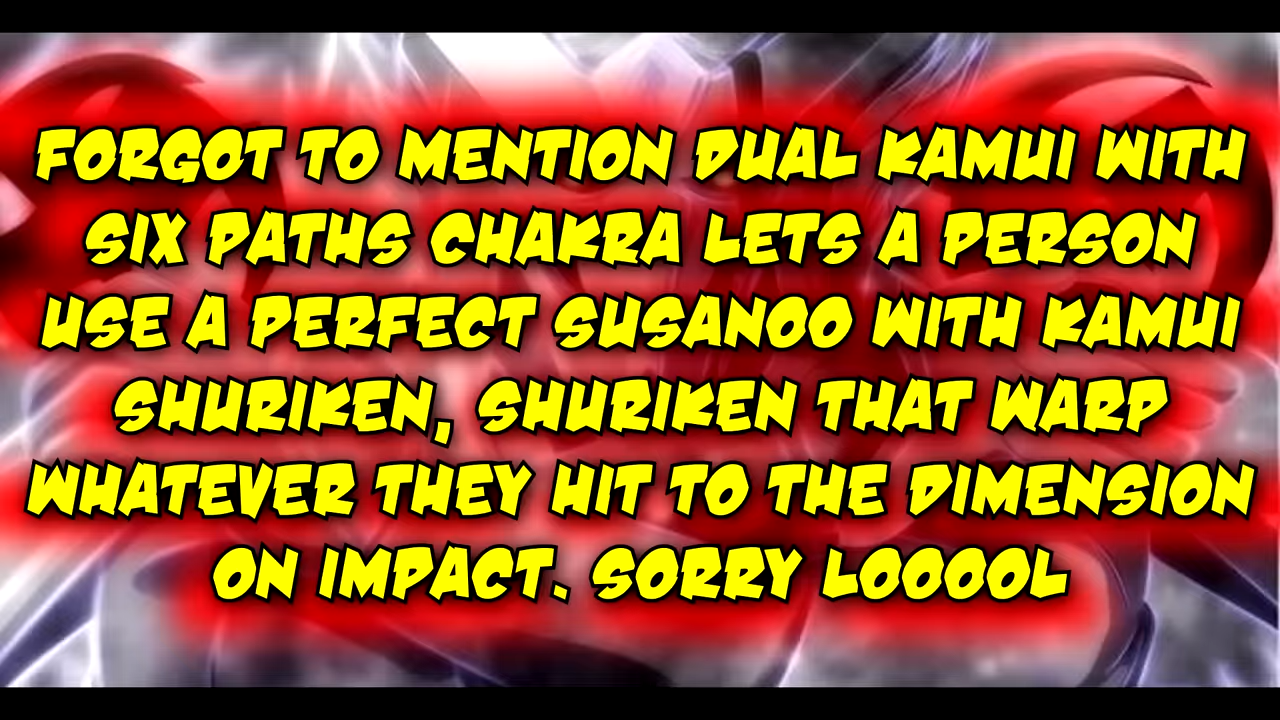 FORGOT TO MENTION DUAL KAMUI WITH
SIX PATHS CHAKRA LETS A PERSON
USE A PERFECT SUSANOO WITH KAMUI
SHURIKEN, SHURIKEN THAT WARP
WHATEVER THEY HIT TO THE DIMENSION
ON IMPACT. SORRY LOOOOL